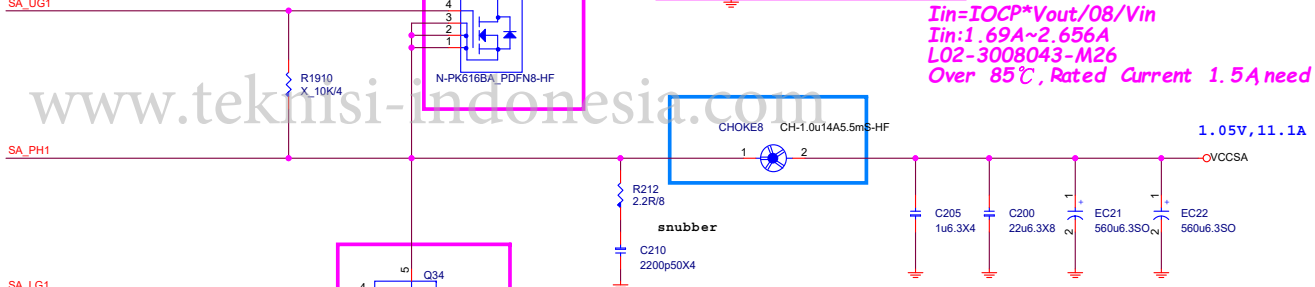 SA_UG1
4
3
2
1
Iin=IOCP*Vout/08/Vin
Iin:1.69A~2.656A
L02-3008043-M26
Over 85℃, Rated Current 1.5A need
R1910
X_10K/4
N-PK616BA_PDFN8-HF
www.teknisi-indonesia.com
CHOKE8 CH-1.0u14A5.5mS-HF
1.05V,11.1A
SA_PH1
1 2
VCCSA
R212
2.2R/8
snubber
C210
2200p50X4
C205
1u6.3X4
C200
22u6.3X8
1
+
2
EC21
560u6.3SO
1
+
2
EC22
560u6.3SO
5
Q34
4
SA_LG1